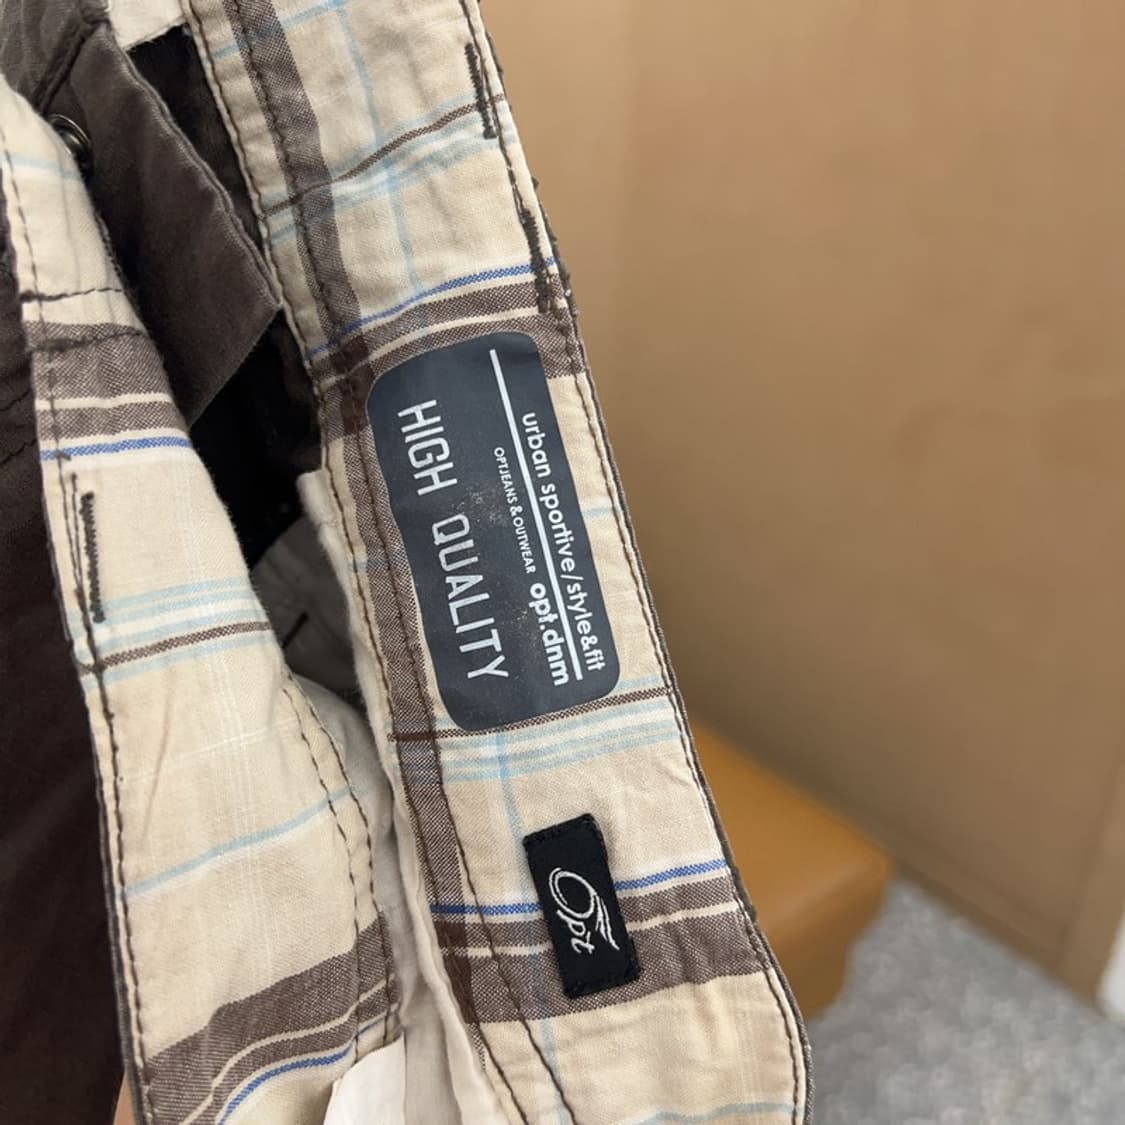 urban sportive/style&fit
OPTJEANS & OUTWEAR opt.dnm
HIGH QUALITY
Opt